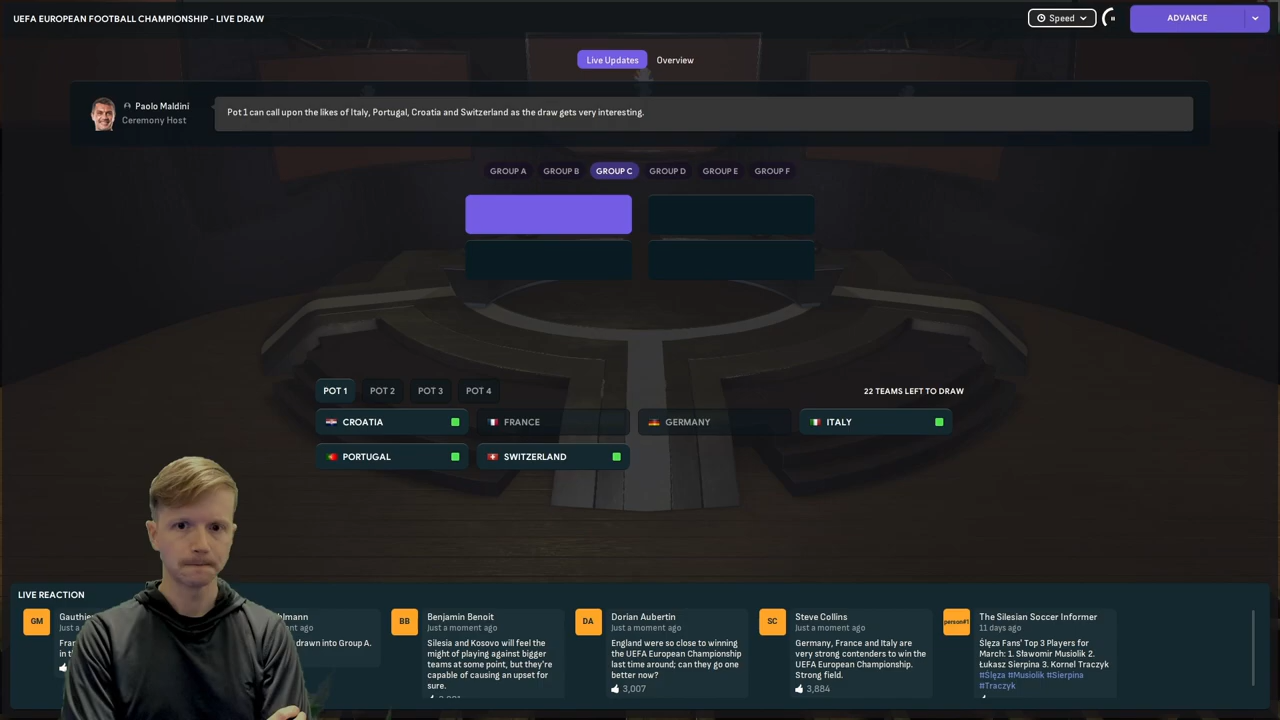 UEFA EUROPEAN FOOTBALL CHAMPIONSHIP - LIVE DRAW
Speed
ADVANCE
Live Updates
Overview
Paolo Maldini
Ceremony Host
Pot 1 can call upon the likes of Italy, Portugal, Croatia and Switzerland as the draw gets very interesting.
GROUP A
GROUP B
GROUP C
GROUP D
GROUP E
GROUP F
POT 1
POT 2
POT 3
POT 4
22 TEAMS LEFT TO DRAW
CROATIA
FRANCE
GERMANY
ITALY
PORTUGAL
SWITZERLAND
LIVE REACTION
GM
drawn into Group A.
BB
Benjamin Benoit
Just a moment ago
Silesia and Kosovo will feel the
might of playing against bigger
teams at some point, but they're
capable of causing an upset for
sure.
DA
Dorian Aubertin
Just a moment ago
England were so close to winning
the UEFA European Championship
last time around; can they go one
better now?
3,007
SC
Steve Collins
Just a moment ago
Germany, France and Italy are
very strong contenders to win the
UEFA European Championship.
Strong field.
3,884
person#1
The Silesian Soccer Informer
11 days ago
Ślęza Fans' Top 3 Players for
March: 1. Sławomir Musiolik 2.
Łukasz Sierpina 3. Kornel Traczyk
#Ślęza #Musiolik #Sierpina
#Traczyk